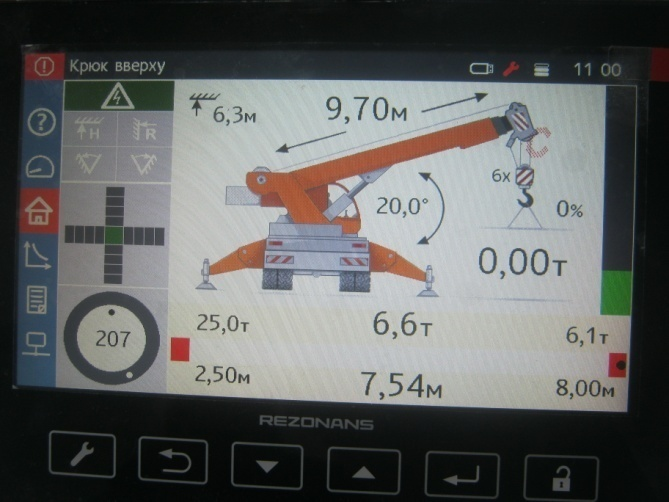 Крюк вверху
11 00
6,3м
9,70м
?
H
R
6x
20,0°
0%
0,00т
207
25,0т
6,6т
6,1т
2,50м
7,54м
8,00м
REZONANS